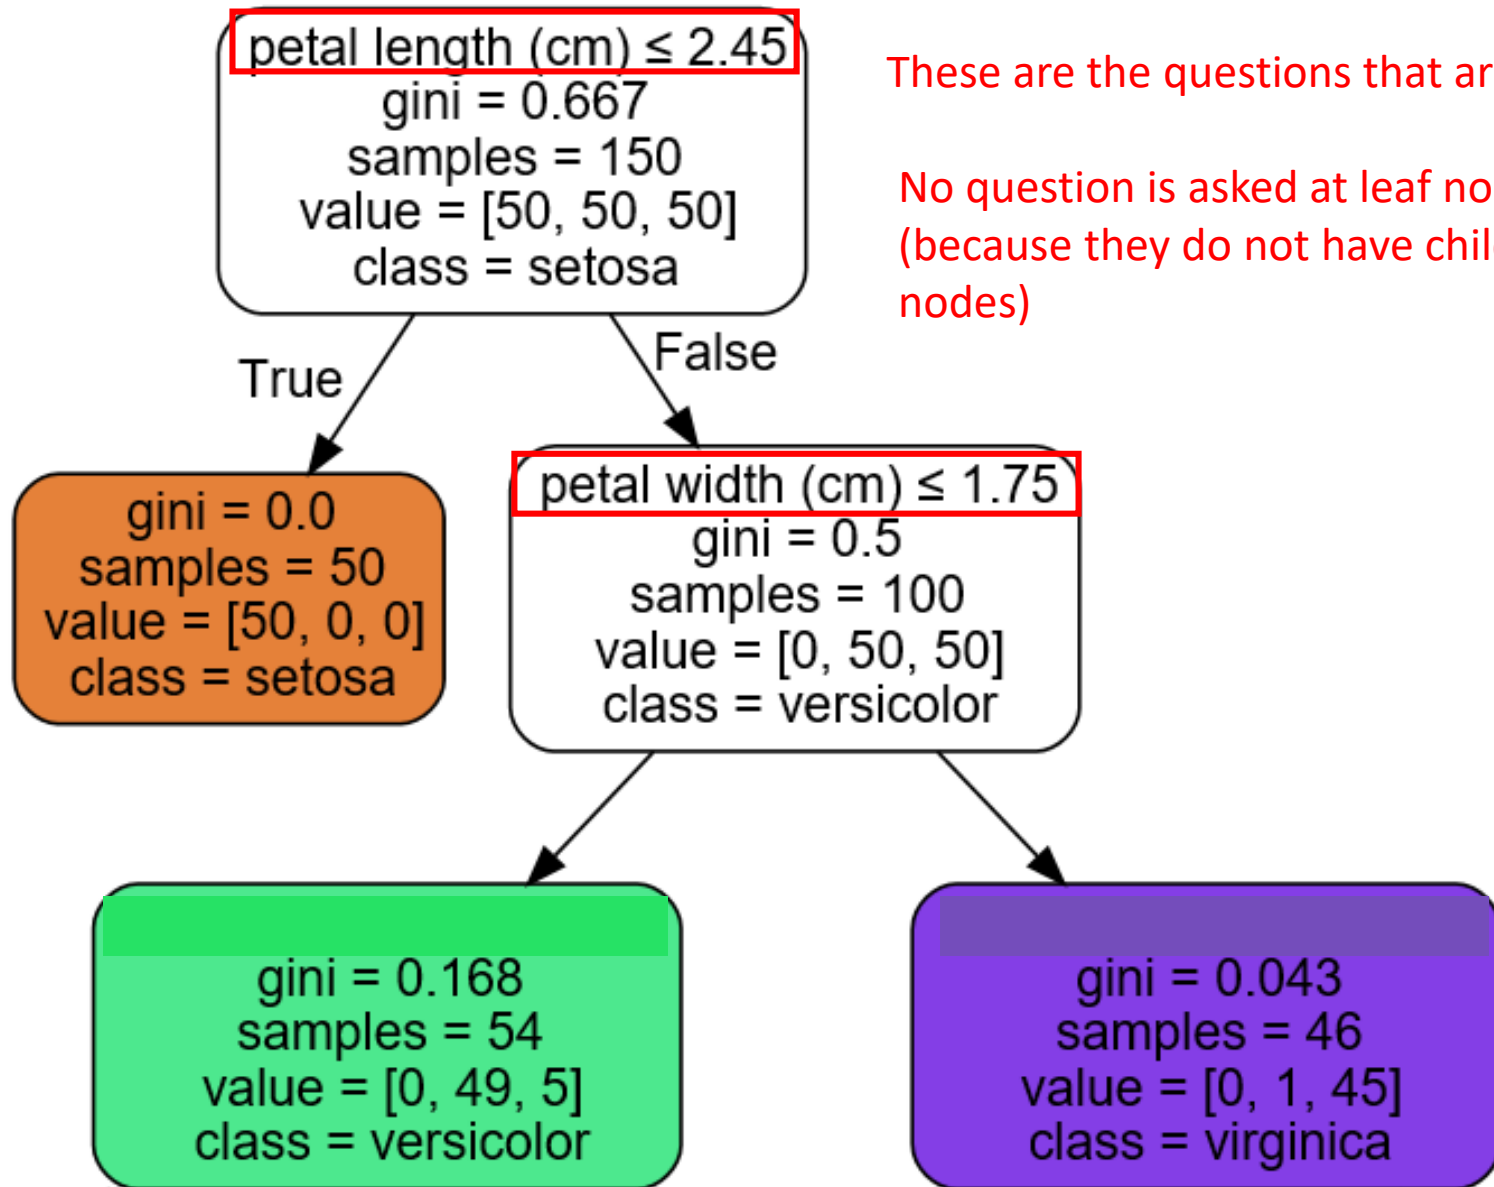 petal length (cm) ≤ 2.45
gini = 0.667
samples = 150
value = [50, 50, 50]
class = setosa
These are the questions that ar
No question is asked at leaf no
(because they do not have chil
nodes)
True
False
gini = 0.0
samples = 50
value = [50, 0, 0]
class = setosa
petal width (cm) ≤ 1.75
gini = 0.5
samples = 100
value = [0, 50, 50]
class = versicolor
gini = 0.168
samples = 54
value = [0, 49, 5]
class = versicolor
gini = 0.043
samples = 46
value = [0, 1, 45]
class = virginica